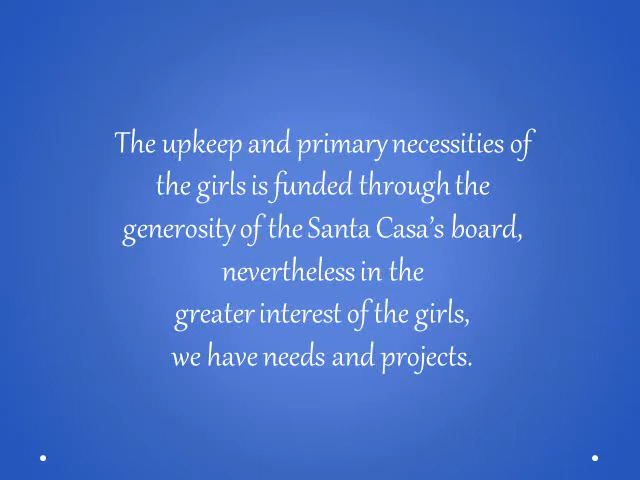 The upkeep and primary necessities of
the girls is funded through the
generosity of the Santa Casa’s board,
nevertheless in the
greater interest of the girls,
we have needs and projects.